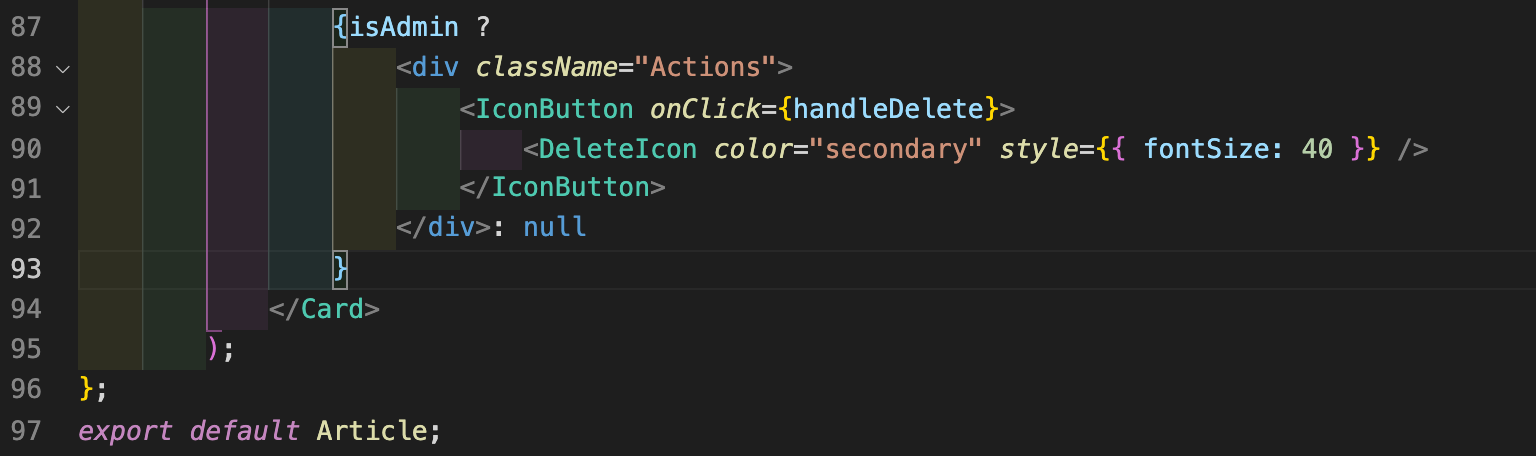 87 {isAdmin ?
88 <div className="Actions">
89 <IconButton onClick={handleDelete}>
90 <DeleteIcon color="secondary" style={{ fontSize: 40 }} />
91 </IconButton>
92 </div>: null
93 }
94 </Card>
95 );
96 };
97 export default Article;